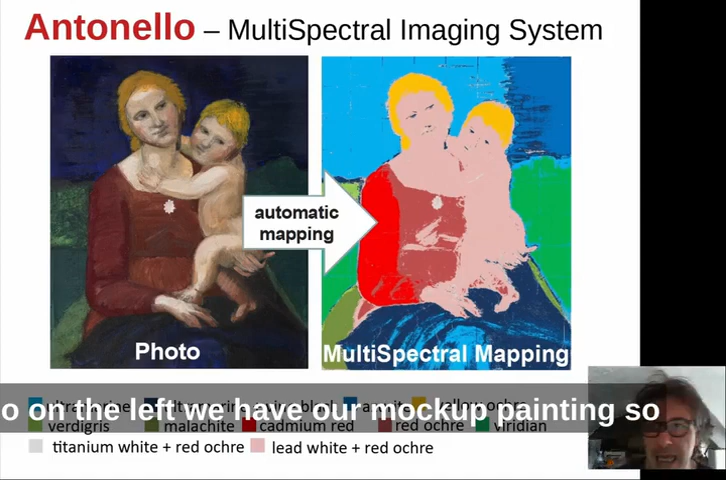 Antonello – MultiSpectral Imaging System
automatic
mapping
Photo
MultiSpectral Mapping
o on the left we have our mockup painting so
verdigris malachite cadmium red red ochre viridian
titanium white + red ochre lead white + red ochre